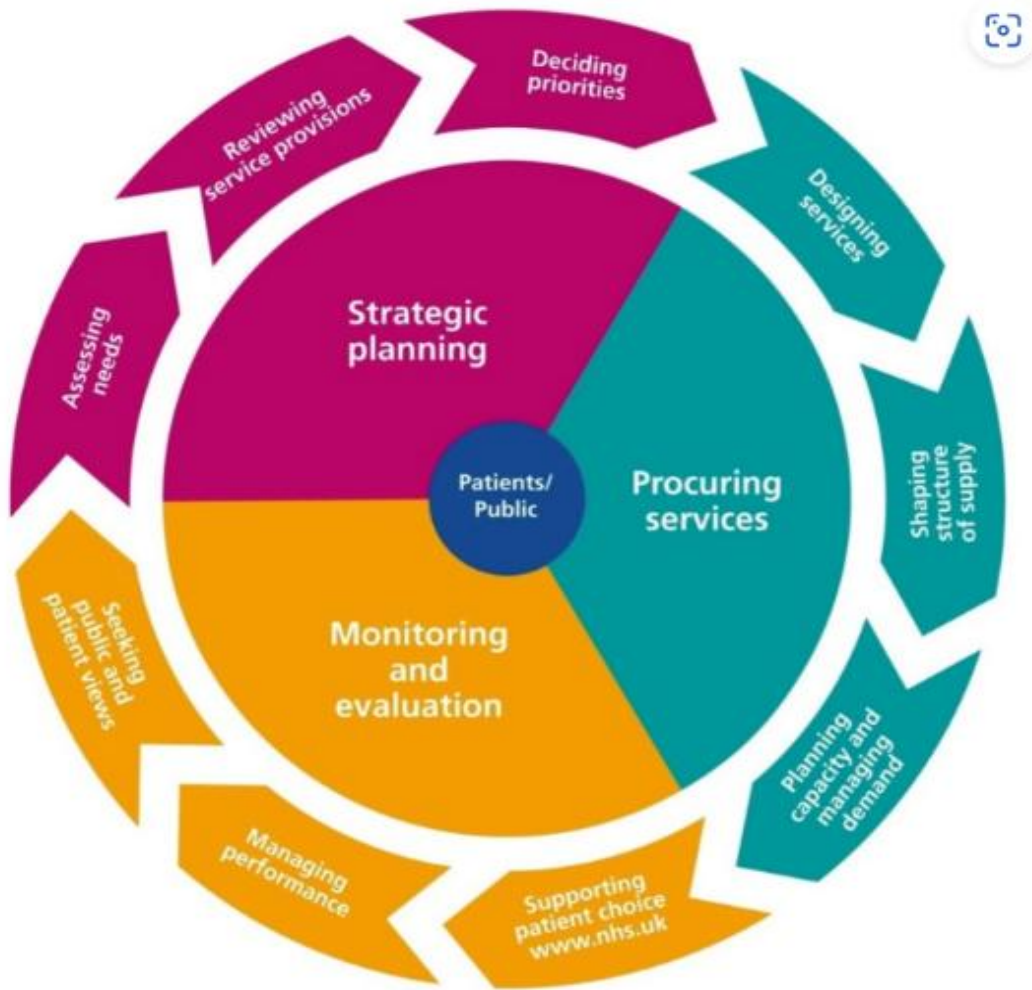 Deciding
priorities
Reviewing
service provisions
Designing
services
Assessing
needs
Strategic
planning
Shaping
structure
of supply
Patients/
Public
Procuring
services
Seeking
public and
patient views
Monitoring
and
evaluation
Planning
capacity and
managing
demand
Managing
performance
Supporting
patient choice
www.nhs.uk